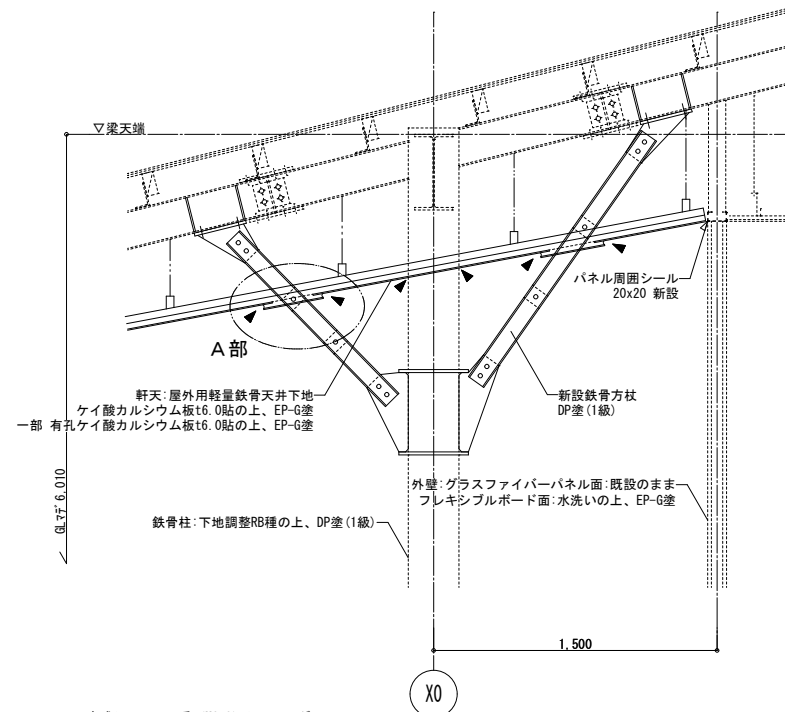 ▽梁天端
パネル周囲シール
20x20 新設
A部
軒天:屋外用軽量鉄骨天井下地
ケイ酸カルシウム板t6.0貼の上、EP-G塗
一部 有孔ケイ酸カルシウム板t6.0貼の上、EP-G塗
新設鉄骨方杖
DP塗(1級)
外壁:グラスファイバーパネル面:既設のまま
フレキシブルボード面:水洗いの上、EP-G塗
鉄骨柱:下地調整RB種の上、DP塗(1級)
GLマデ 6,010
1,500
X0